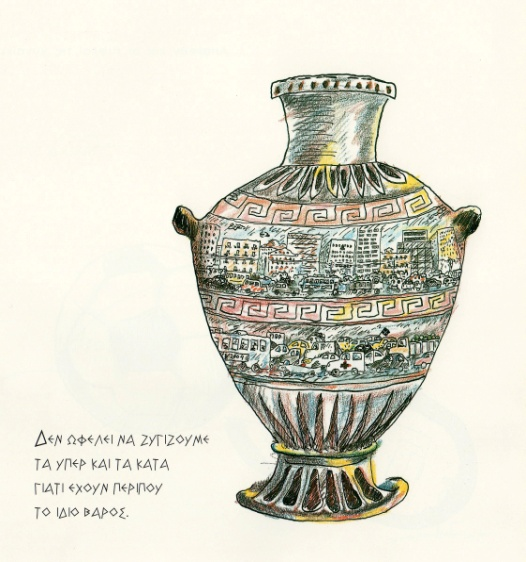 ΔΕΝ ΩΦΕΛΕΙ ΝΑ ΖΥΓΙΖΟΥΜΕ
ΤΑ ΥΠΕΡ ΚΑΙ ΤΑ ΚΑΤΑ
ΓΙΑΤΙ ΕΧΟΥΝ ΠΕΡΙΠΟΥ
ΤΟ ΙΔΙΟ ΒΑΡΟΣ.